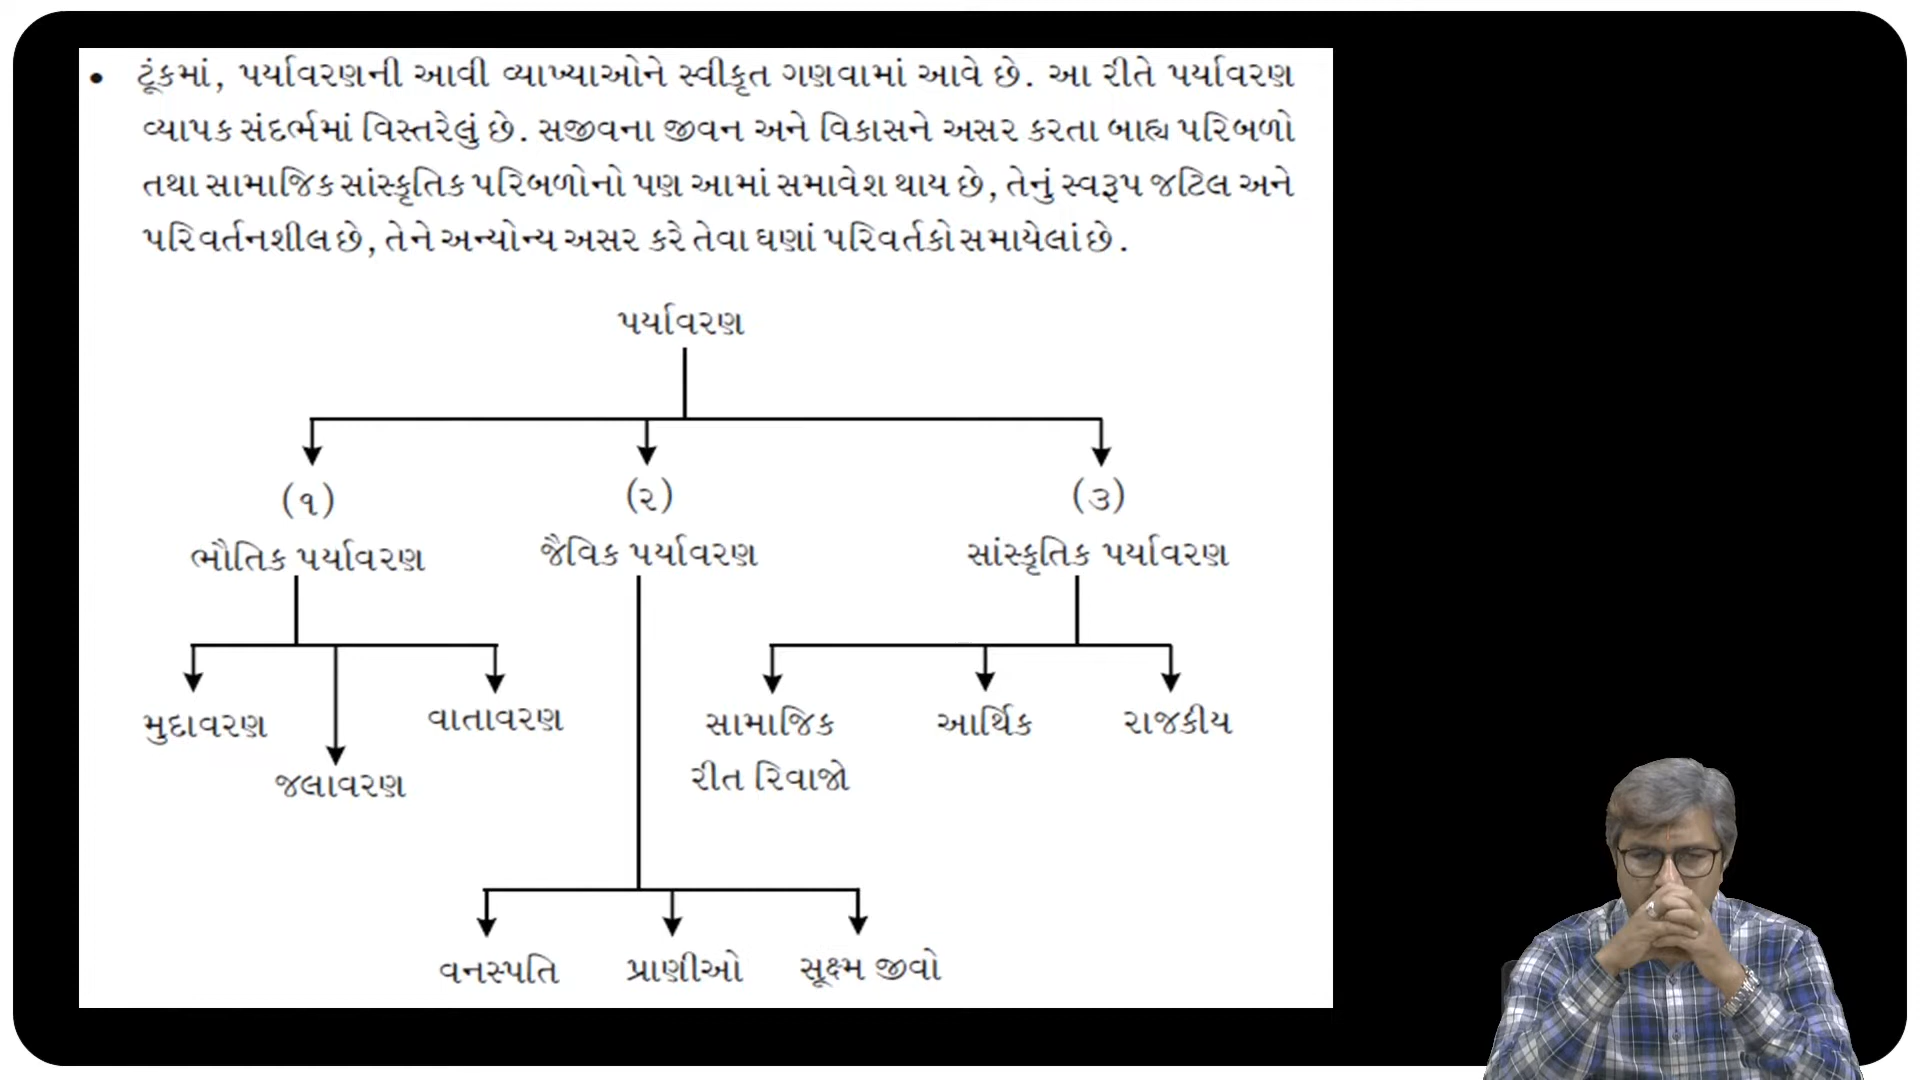 • ટૂંકમાં, પર્યાવરણની આવી વ્યાખ્યાઓને સ્વીકૃત ગણવામાં આવે છે. આ રીતે પર્યાવરણ
વ્યાપક સંદર્ભમાં વિસ્તરેલું છે. સજીવના જીવન અને વિકાસને અસર કરતા બાહ્ય પરિબળો
તથા સામાજિક સાંસ્કૃતિક પરિબળોનો પણ આમાં સમાવેશ થાય છે, તેનું સ્વરૂપ જટિલ અને
પરિવર્તનશીલ છે, તેને અન્યોન્ય અસર કરે તેવા ઘણાં પરિવર્તકો સમાયેલાં છે.
પર્યાવરણ
(૧) (૨) (૩)
ભૌતિક પર્યાવરણ જૈવિક પર્યાવરણ સાંસ્કૃતિક પર્યાવરણ
મુદાવરણ વાતાવરણ સામાજિક આર્થિક રાજકીય
જલાવરણ રીત રિવાજો
વનસ્પતિ પ્રાણીઓ સૂક્ષ્મ જીવો